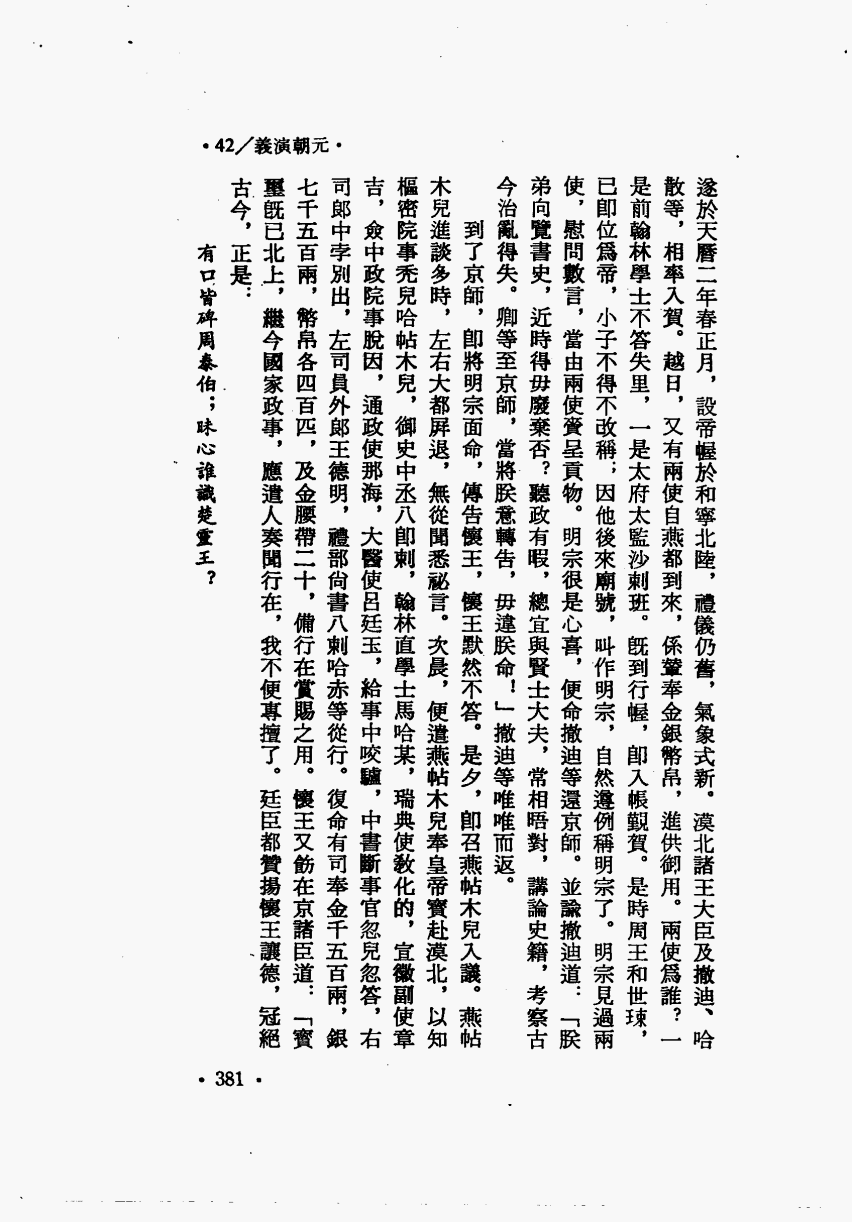 •42／義演朝元•
遂於天曆二年春正月，設帝幄於和寧北陸，禮儀仍舊，氣象式新。漠北諸王大臣及撤迪、哈
散等，相率入賀。越日，又有兩使自燕都到來，係輦奉金銀幣帛，進供御用。兩使爲誰？一
是前翰林學士不答失里，一是太府太監沙剌班。既到行幄，卽入帳覲賀。是時周王和世㻋，
已卽位爲帝，小子不得不改稱；因他後來廟號，叫作明宗，自然遵例稱明宗了。明宗見過兩
使，慰問數言，當由兩使賫呈貢物。明宗很是心喜，便命撤迪等還京師。並諭撤迪道：「朕
弟向覽書史，近時得毋廢棄否？聽政有暇，總宜與賢士大夫，常相晤對，講論史籍，考察古
今治亂得失。卿等至京師，當將朕意轉告，毋違朕命！」撤迪等唯唯而返。
到了京師，卽將明宗面命，傳告懷王，懷王默然不答。是夕，卽召燕帖木兒入議。燕帖
木兒進談多時，左右大都屏退，無從聞悉祕言。次晨，便遣燕帖木兒奉皇帝寶赴漠北，以知
樞密院事禿兒哈帖木兒，御史中丞八卽剌，翰林直學士馬哈某，瑞典使敎化的，宣徽副使章
吉，僉中政院事脫因，通政使那海，大醫使呂廷玉，給事中咬驢，中書斷事官忽兒忽答，右
司郞中孛別出，左司員外郞王德明，禮部尙書八剌哈赤等從行。復命有司奉金千五百兩，銀
七千五百兩，幣帛各四百匹，及金腰帶二十，備行在賞賜之用。懷王又飭在京諸臣道：「寶
璽旣已北上，繼今國家政事，應遣人奏聞行在，我不便專擅了。廷臣都贊揚懷王讓德，冠絕
古今，正是：
有口皆碑周泰伯；昧心誰識楚靈王？
•381•